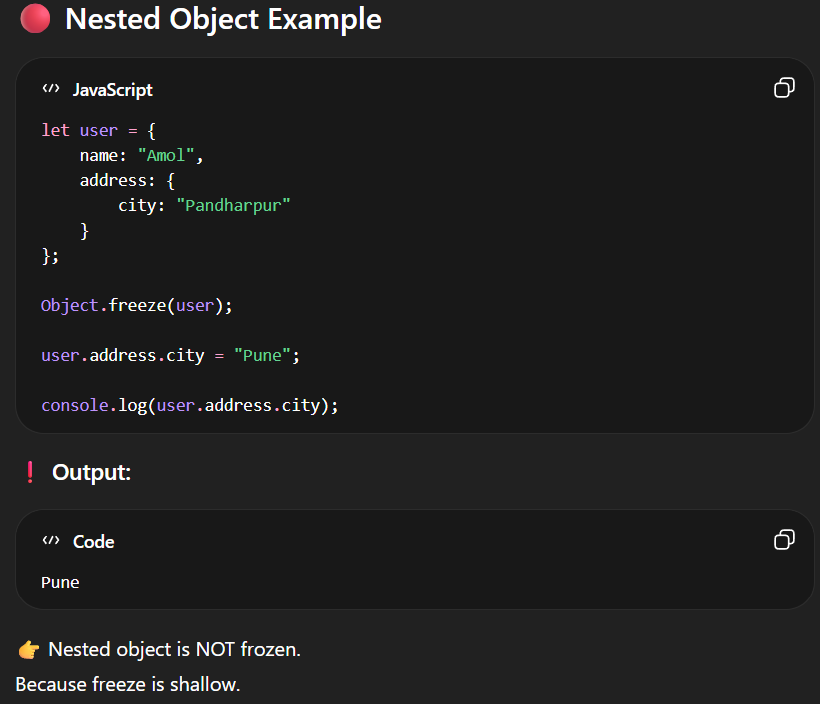 🔴 Nested Object Example
</> JavaScript
let user = {
    name: "Amol",
    address: {
        city: "Pandharpur"
    }
};
Object.freeze(user);
user.address.city = "Pune";
console.log(user.address.city);
❗ Output:
</> Code
Pune
👉 Nested object is NOT frozen.
Because freeze is shallow.